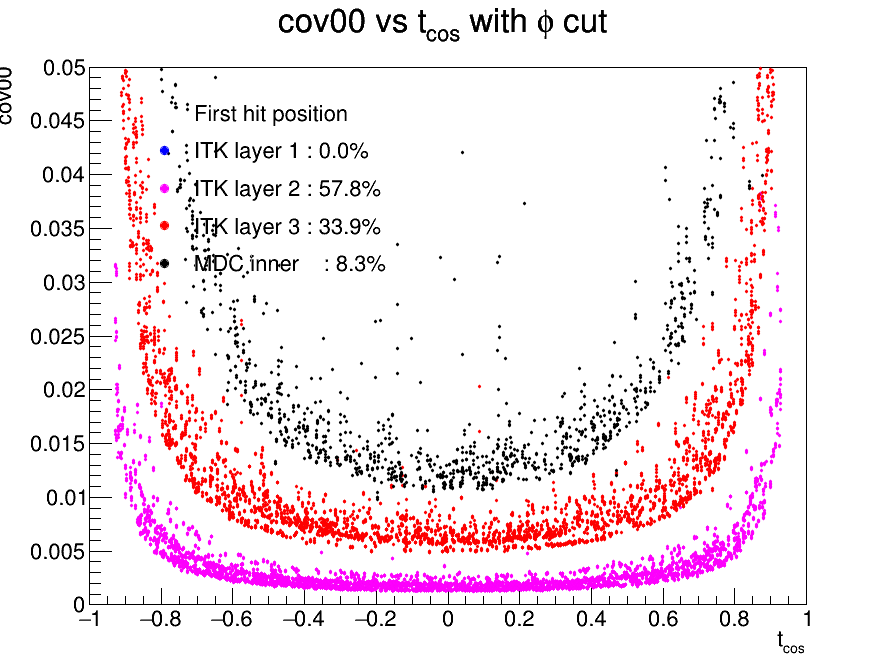 cov00 vs t_cos with ϕ cut
cov00
0.05
0.045
0.04
0.035
0.03
0.025
0.02
0.015
0.01
0.005
0
First hit position
ITK layer 1 : 0.0%
ITK layer 2 : 57.8%
ITK layer 3 : 33.9%
MDC inner : 8.3%
−1 −0.8 −0.6 −0.4 −0.2 0 0.2 0.4 0.6 0.8 1
t_cos